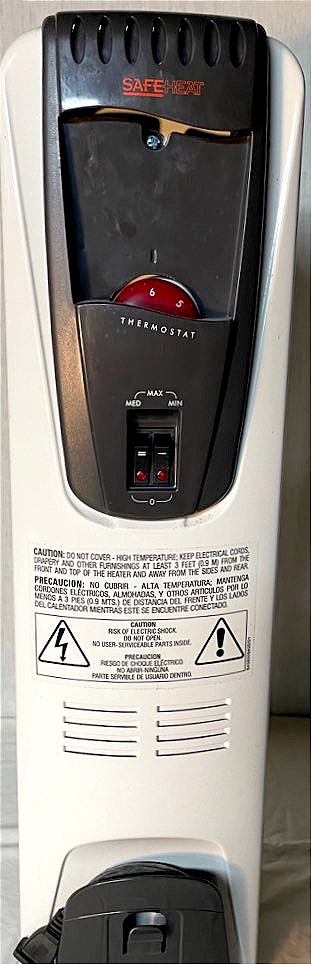 SAFEHEAT
6 5
THERMOSTAT
MAX
MED MIN
= –
0
CAUTION: DO NOT COVER - HIGH TEMPERATURE; KEEP ELECTRICAL CORDS,
DRAPERY AND OTHER FURNISHINGS AT LEAST 3 FEET (0.9 M) FROM THE
FRONT AND TOP OF THE HEATER AND AWAY FROM THE SIDES AND REAR.
PRECAUCION: NO CUBRIR - ALTA TEMPERATURA; MANTENGA
CORDONES ELÉCTRICOS, ALMOHADAS, Y OTROS ARTICULOS POR LO
MENOS A 3 PIES (0.9 MTS.) DE DISTANCIA DEL FRENTE Y LOS LADOS
DEL CALENTADOR MIENTRAS ESTE SE ENCUENTRE CONECTADO.
CAUTION
RISK OF ELECTRIC SHOCK.
DO NOT OPEN.
NO USER-SERVICEABLE PARTS INSIDE.
PRECAUCIÓN
RIESGO DE CHOQUE ELÉCTRICO.
NO ABRIR-NINGUNA
PARTE SERVIBLE DE USUARIO DENTRO.